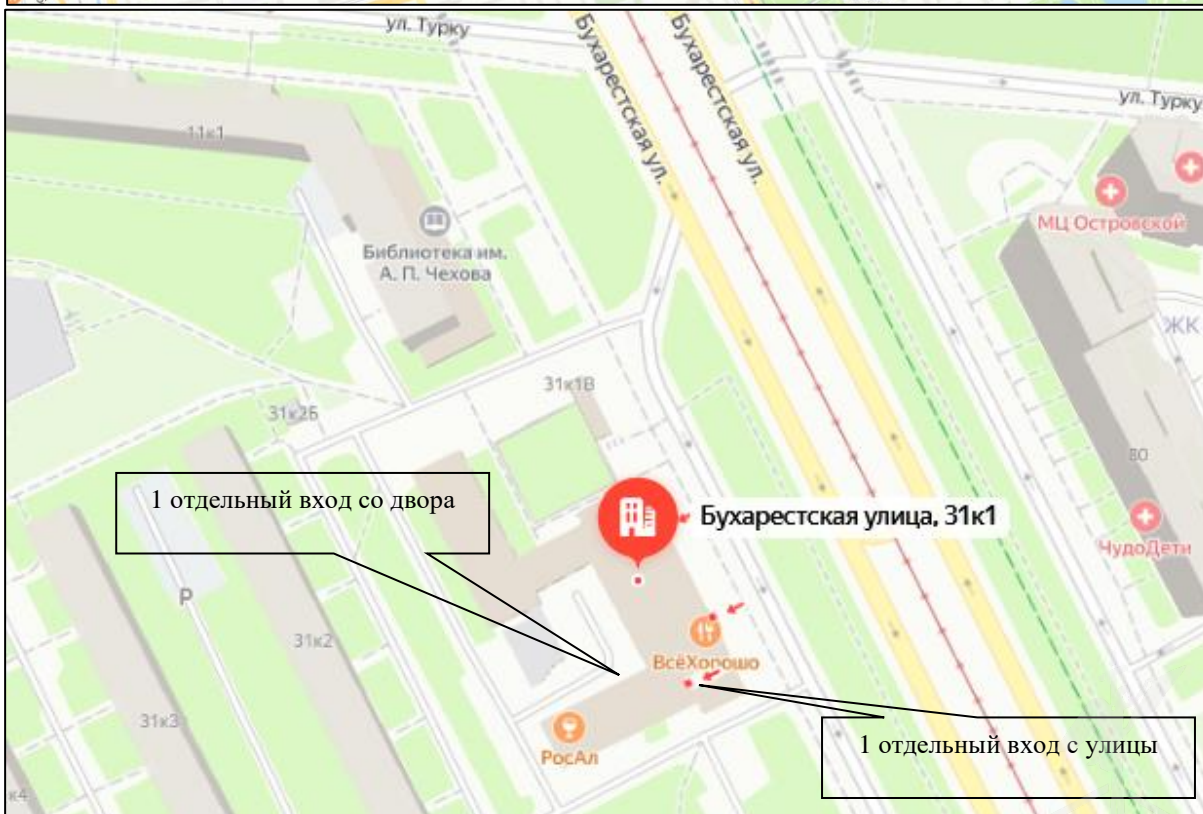 ул. Турку
Бухарестская ул.
Бухарестская ул.
ул. Турку
11к1
МЦ Островской
Библиотека им.
А. П. Чехова
ЖК
31к1В
31к2Б
80
1 отдельный вход со двора
Бухарестская улица, 31к1
ЧудоДети
Р
31к2
ВсёХорошо
31к3
РосАл
1 отдельный вход с улицы
к4